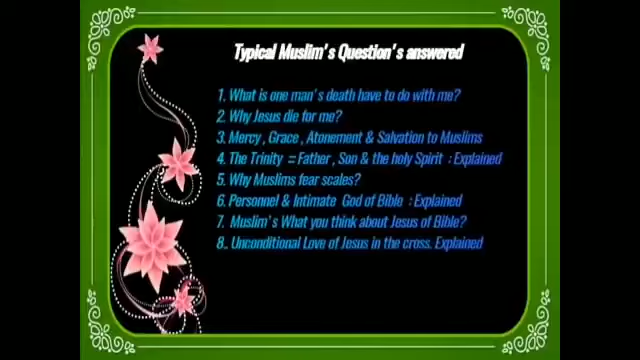 Typical Muslim's Question's answered
1. What is one man's death have to do with me?
2. Why Jesus die for me?
3. Mercy , Grace , Atonement & Salvation to Muslims
4. The Trinity = Father , Son & the holy Spirit : Explained
5. Why Muslims fear scales?
6. Personnel & Intimate God of Bible : Explained
7. Muslim's What you think about Jesus of Bible?
8.. Unconditional Love of Jesus in the cross. Explained